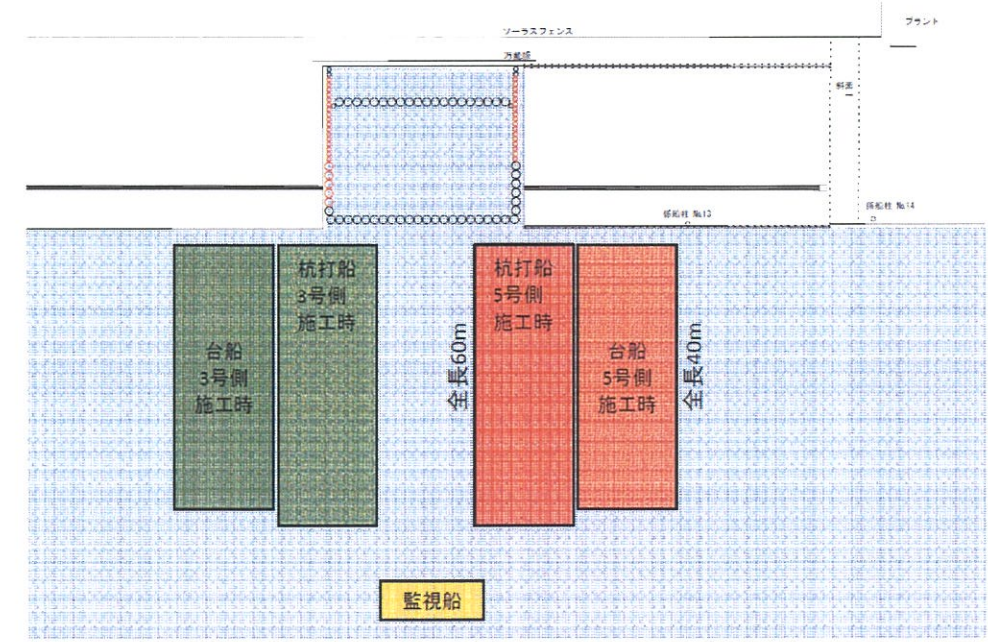 プラント
ソーラスフェンス
万能塀
斜面
係船柱 No.13
係船柱 No.14
杭打船
3号側
施工時
台船
3号側
施工時
杭打船
5号側
施工時
台船
5号側
施工時
全長60m
全長40m
監視船